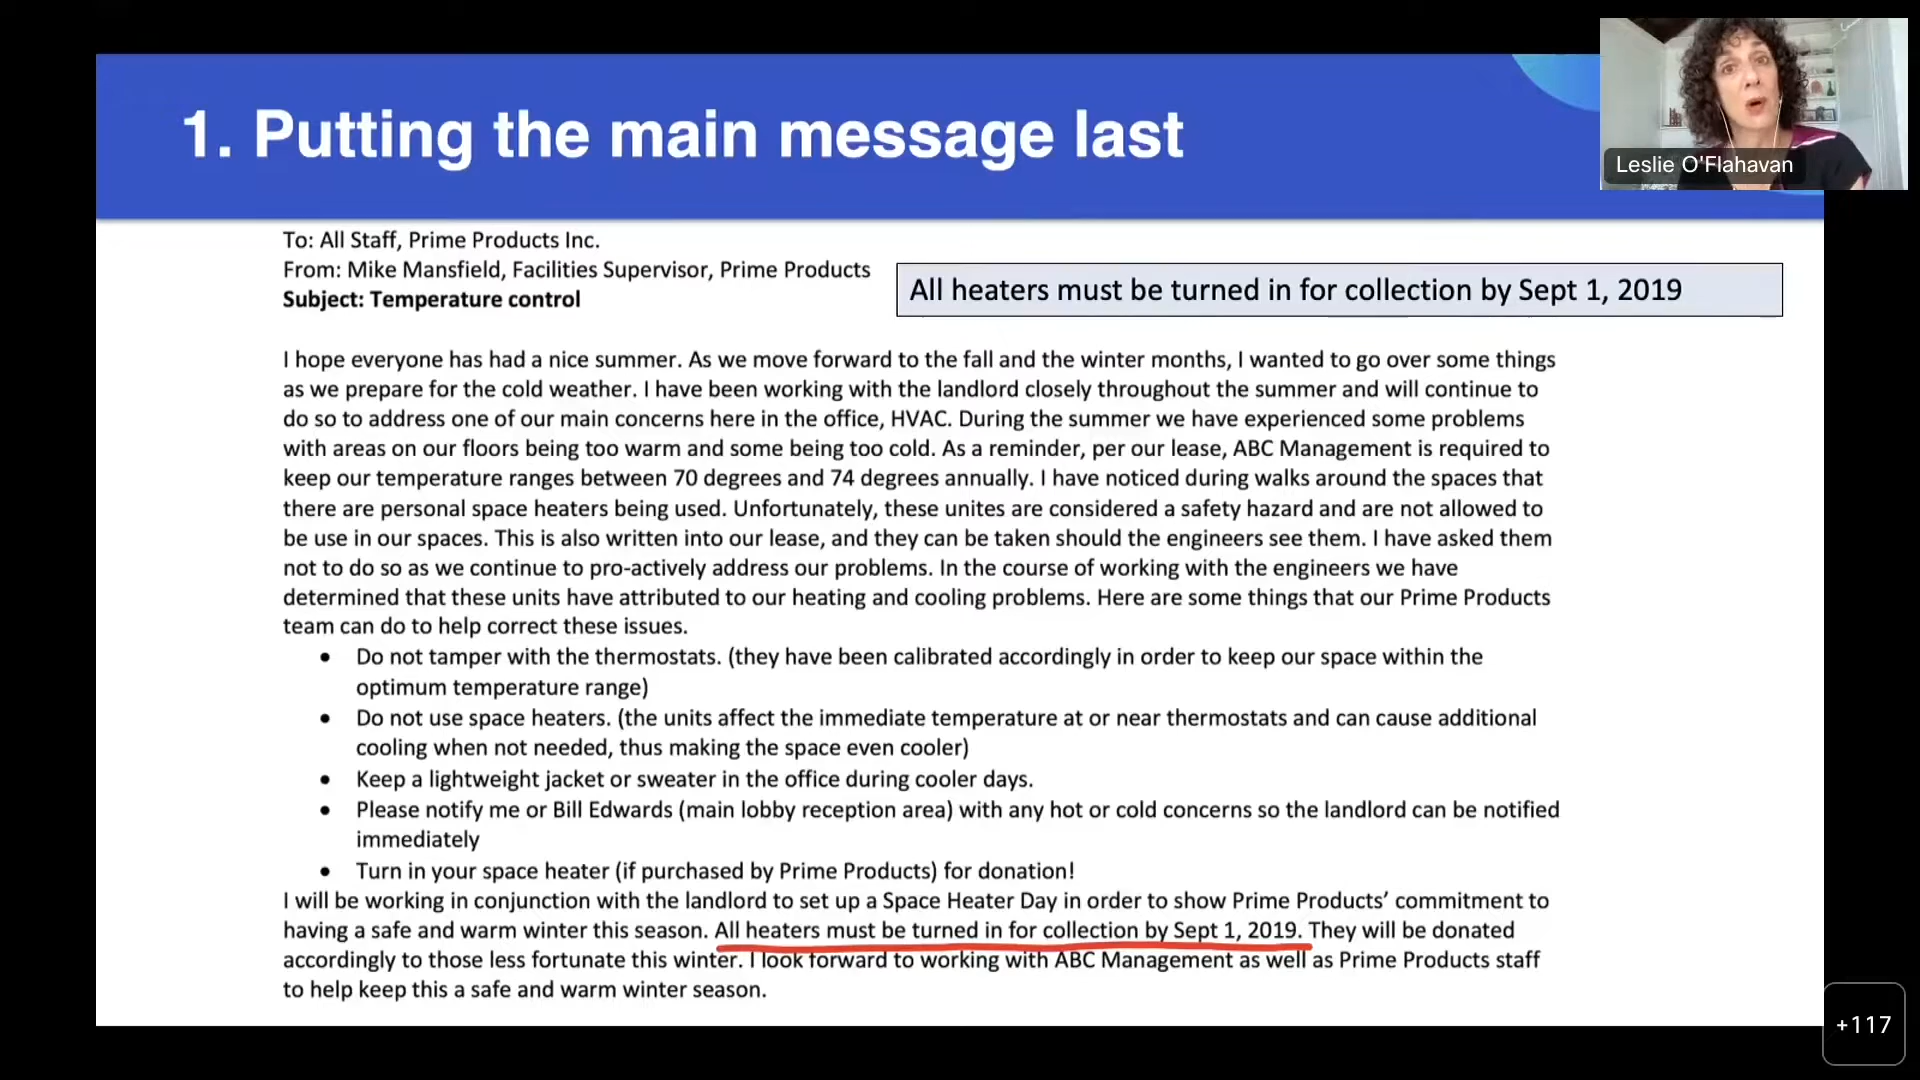 1. Putting the main message last
Leslie O'Flahavan
To: All Staff, Prime Products Inc.
From: Mike Mansfield, Facilities Supervisor, Prime Products
Subject: Temperature control
All heaters must be turned in for collection by Sept 1, 2019
I hope everyone has had a nice summer. As we move forward to the fall and the winter months, I wanted to go over some things
as we prepare for the cold weather. I have been working with the landlord closely throughout the summer and will continue to
do so to address one of our main concerns here in the office, HVAC. During the summer we have experienced some problems
with areas on our floors being too warm and some being too cold. As a reminder, per our lease, ABC Management is required to
keep our temperature ranges between 70 degrees and 74 degrees annually. I have noticed during walks around the spaces that
there are personal space heaters being used. Unfortunately, these unites are considered a safety hazard and are not allowed to
be use in our spaces. This is also written into our lease, and they can be taken should the engineers see them. I have asked them
not to do so as we continue to pro-actively address our problems. In the course of working with the engineers we have
determined that these units have attributed to our heating and cooling problems. Here are some things that our Prime Products
team can do to help correct these issues.
• Do not tamper with the thermostats. (they have been calibrated accordingly in order to keep our space within the
optimum temperature range)
• Do not use space heaters. (the units affect the immediate temperature at or near thermostats and can cause additional
cooling when not needed, thus making the space even cooler)
• Keep a lightweight jacket or sweater in the office during cooler days.
• Please notify me or Bill Edwards (main lobby reception area) with any hot or cold concerns so the landlord can be notified
immediately
• Turn in your space heater (if purchased by Prime Products) for donation!
I will be working in conjunction with the landlord to set up a Space Heater Day in order to show Prime Products’ commitment to
having a safe and warm winter this season. All heaters must be turned in for collection by Sept 1, 2019. They will be donated
accordingly to those less fortunate this winter. I look forward to working with ABC Management as well as Prime Products staff
to help keep this a safe and warm winter season.
+117